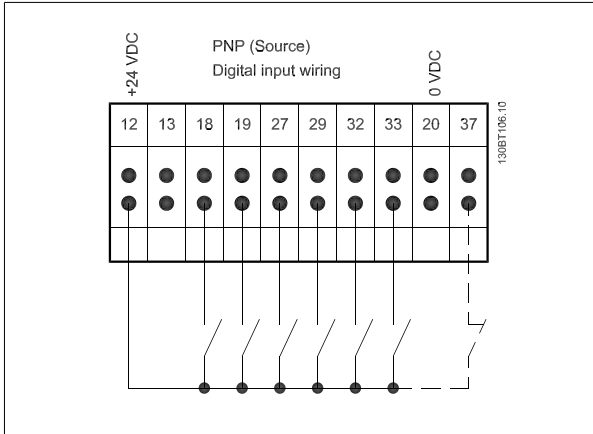 PNP (Source)
Digital input wiring
+24 VDC
0 VDC
12 13 18 19 27 29 32 33 20 37
130BT106.10